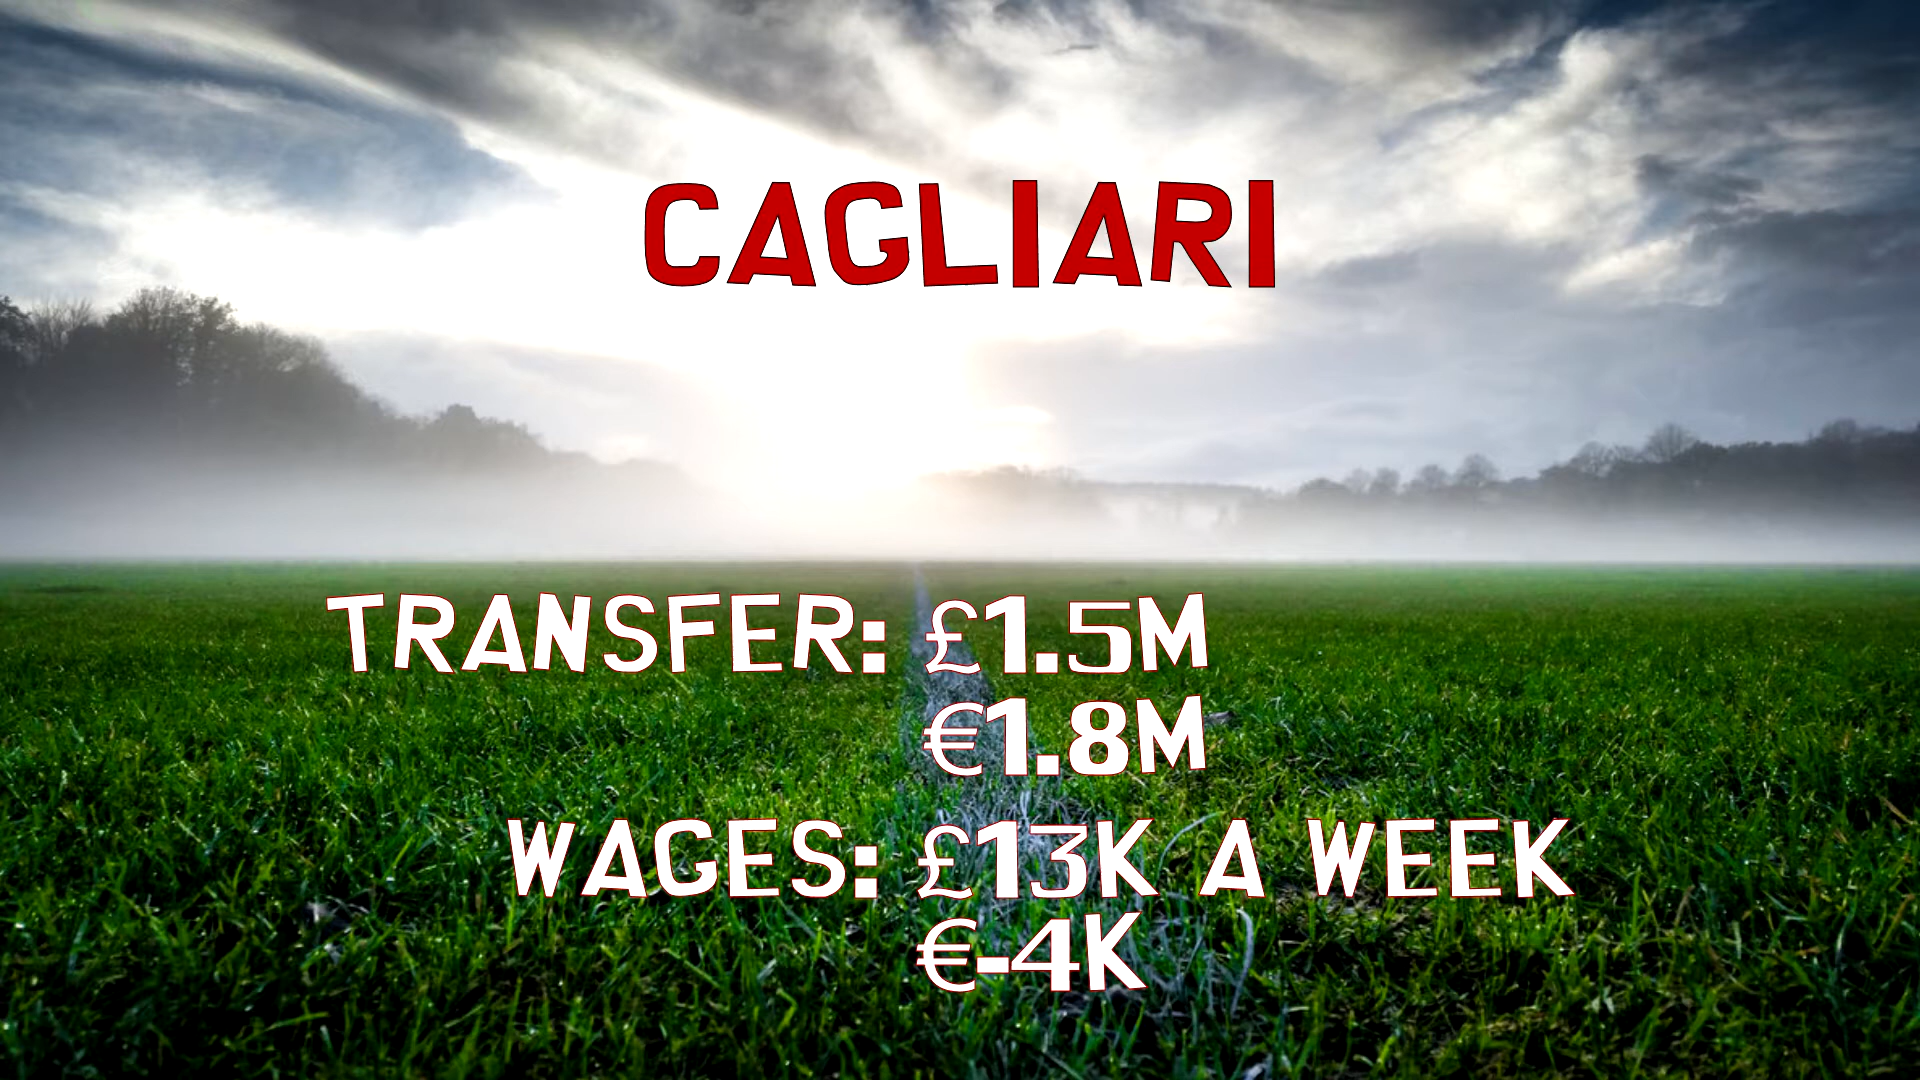 CAGLIARI
TRANSFER: £1.5M
€1.8M
WAGES: £13K A WEEK
€-4K